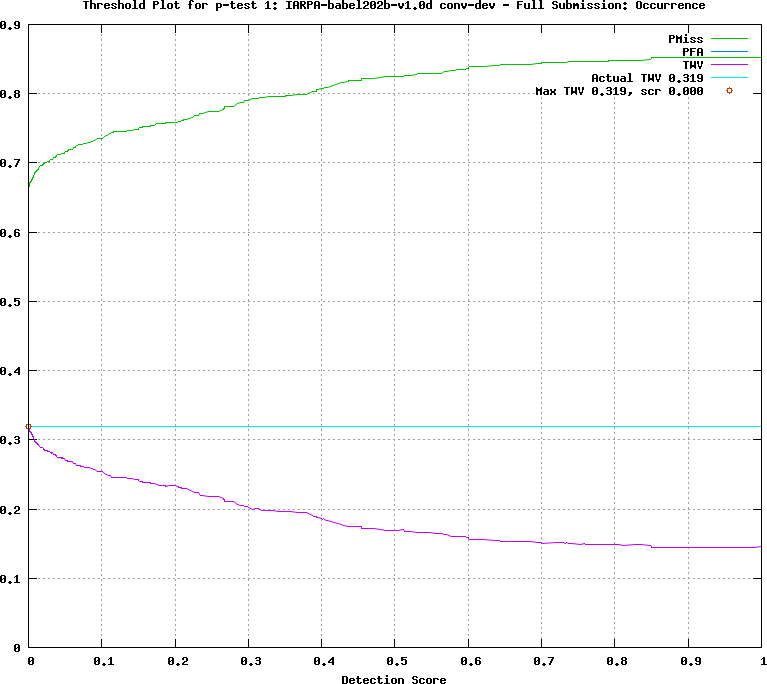 Threshold Plot for p-test 1: IARPA-babel202b-v1.0d conv-dev - Full Submission: Occurrence
0.9
PMiss
PFA
TWV
Actual TWV 0.319
Max TWV 0.319, scr 0.000
0.8
0.7
0.6
0.5
0.4
0.3
0.2
0.1
0
0 0.1 0.2 0.3 0.4 0.5 0.6 0.7 0.8 0.9 1
Detection Score